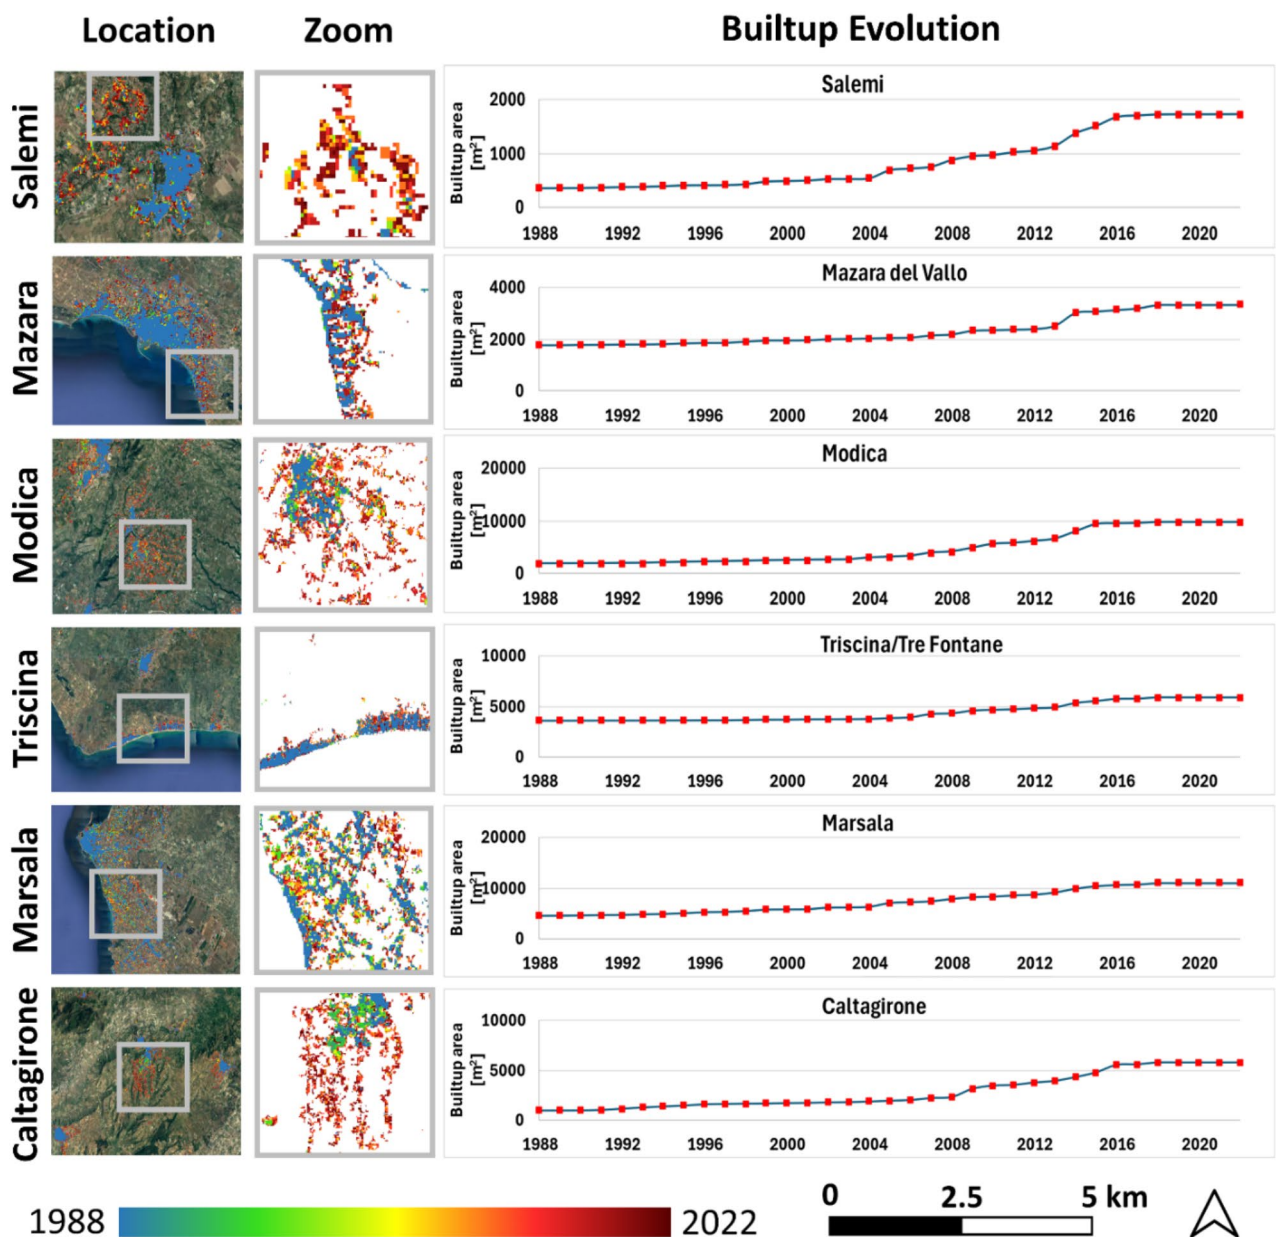 Location Zoom Builtup Evolution
Salemi
Salemi
Builtup area
[m²]
2000
1000
0
1988 1992 1996 2000 2004 2008 2012 2016 2020
Mazara
Mazara del Vallo
Builtup area
[m²]
4000
2000
0
1988 1992 1996 2000 2004 2008 2012 2016 2020
Modica
Modica
Builtup area
[m²]
20000
10000
0
1988 1992 1996 2000 2004 2008 2012 2016 2020
Triscina
Triscina/Tre Fontane
Builtup area
[m²]
10000
5000
0
1988 1992 1996 2000 2004 2008 2012 2016 2020
Marsala
Marsala
Builtup area
[m²]
20000
10000
0
1988 1992 1996 2000 2004 2008 2012 2016 2020
Caltagirone
Caltagirone
Builtup area
[m²]
10000
5000
0
1988 1992 1996 2000 2004 2008 2012 2016 2020
1988 2022
0 2.5 5 km